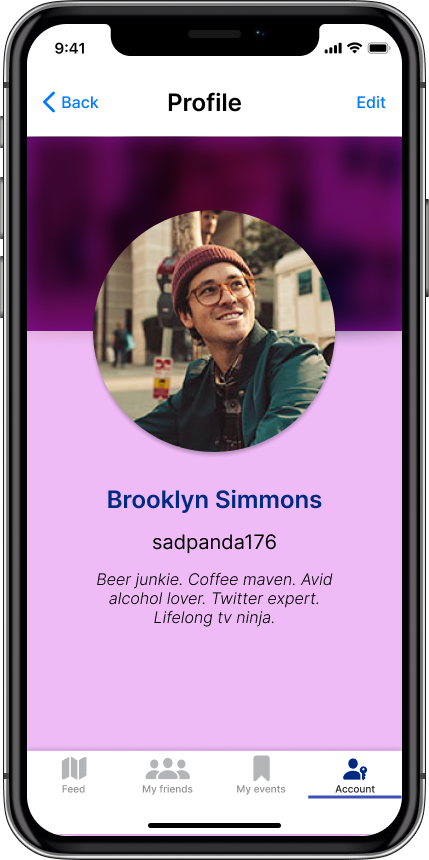 9:41
Back
Profile
Edit
Brooklyn Simmons
sadpanda176
Beer junkie. Coffee maven. Avid
alcohol lover. Twitter expert.
Lifelong tv ninja.
Feed
My friends
My events
Account